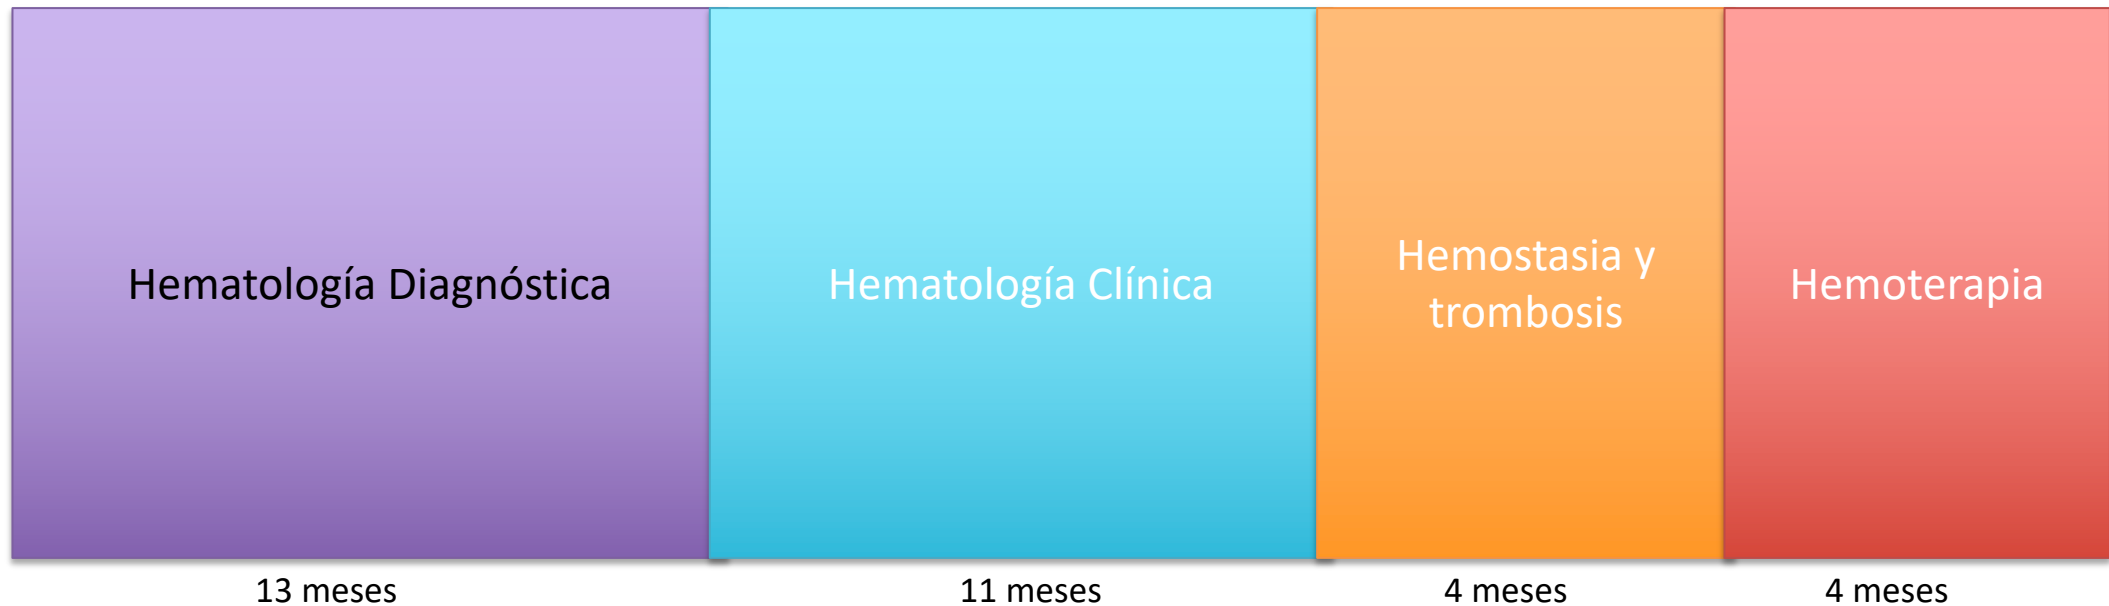 Hematología Diagnóstica
Hematología Clínica
Hemostasia y
trombosis
Hemoterapia
13 meses
11 meses
4 meses
4 meses